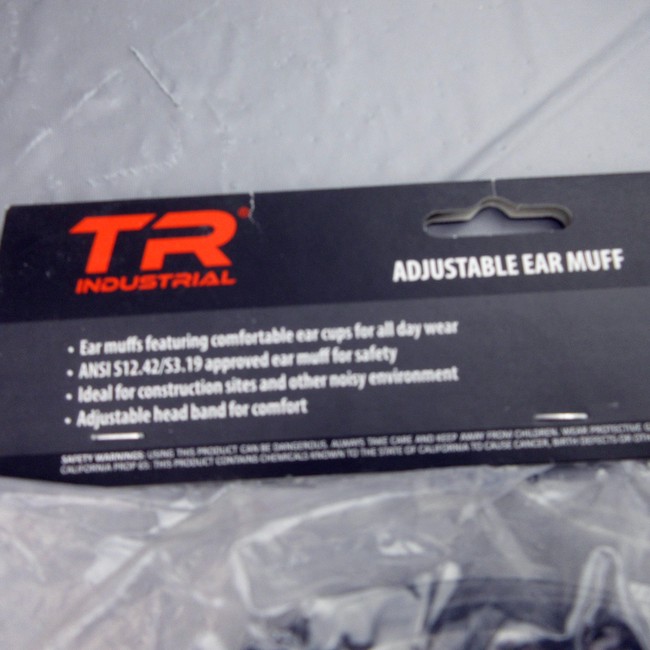 TR®
INDUSTRIAL
ADJUSTABLE EAR MUFF
• Ear muffs featuring comfortable ear cups for all day wear
• ANSI S12.42/S3.19 approved ear muff for safety
• Ideal for construction sites and other noisy environment
• Adjustable head band for comfort
SAFETY WARNINGS: USING THIS PRODUCT CAN BE DANGEROUS. ALWAYS TAKE CARE AND KEEP AWAY FROM CHILDREN. WEAR PROTECTIVE
CALIFORNIA PROP 65: THIS PRODUCT CONTAINS CHEMICALS KNOWN TO THE STATE OF CALIFORNIA TO CAUSE CANCER, BIRTH DEFECTS OR